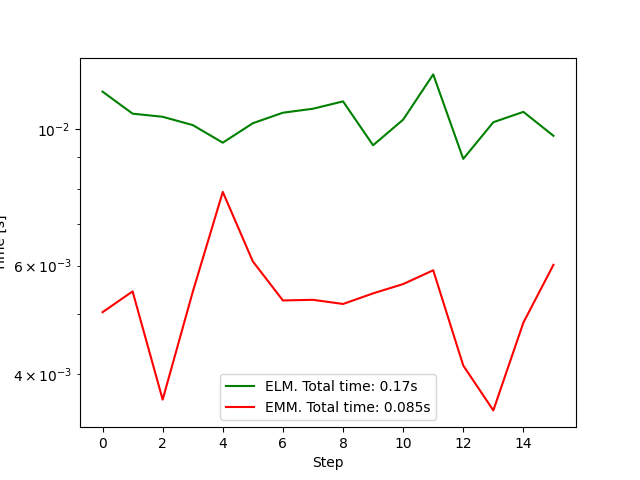 10⁻²
6 × 10⁻³
4 × 10⁻³
[s]
ELM. Total time: 0.17s
EMM. Total time: 0.085s
0 2 4 6 8 10 12 14
Step